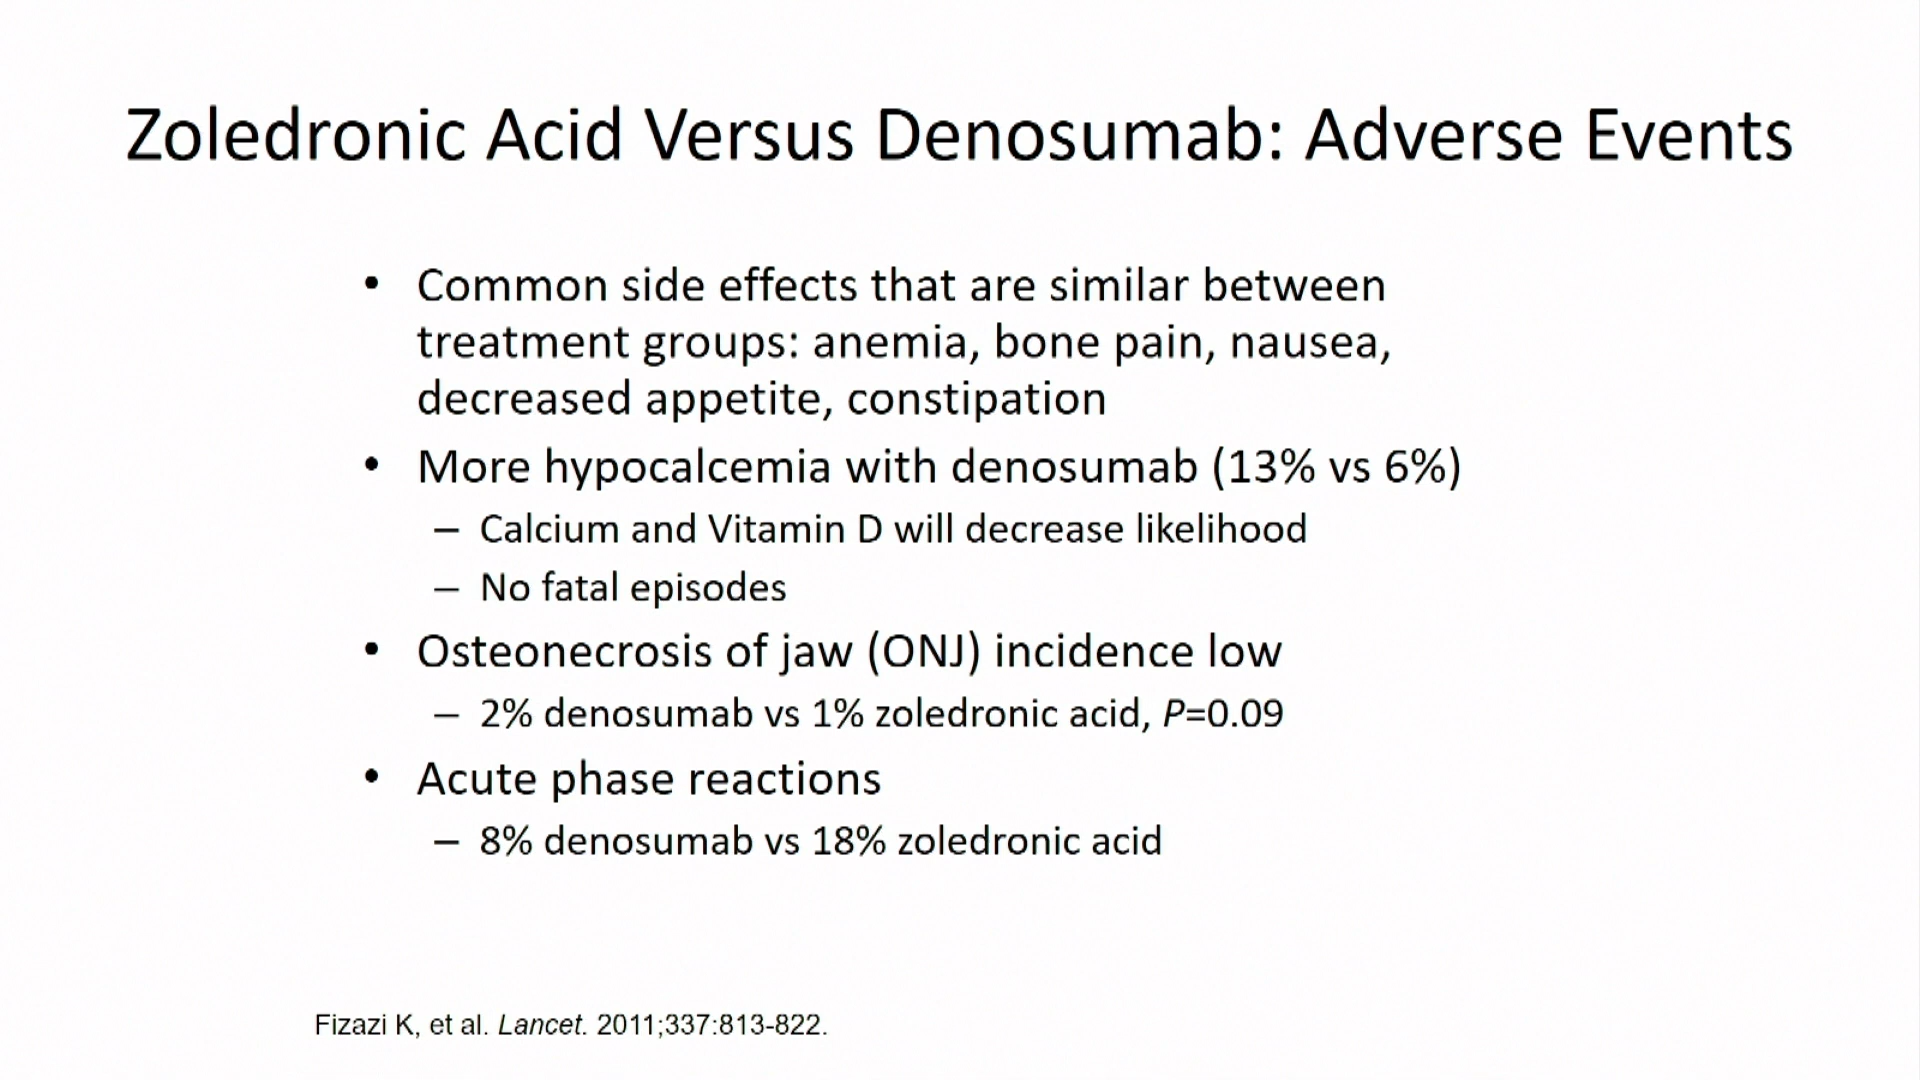 Zoledronic Acid Versus Denosumab: Adverse Events
• Common side effects that are similar between
treatment groups: anemia, bone pain, nausea,
decreased appetite, constipation
• More hypocalcemia with denosumab (13% vs 6%)
– Calcium and Vitamin D will decrease likelihood
– No fatal episodes
• Osteonecrosis of jaw (ONJ) incidence low
– 2% denosumab vs 1% zoledronic acid, P=0.09
• Acute phase reactions
– 8% denosumab vs 18% zoledronic acid
Fizazi K, et al. Lancet. 2011;337:813-822.